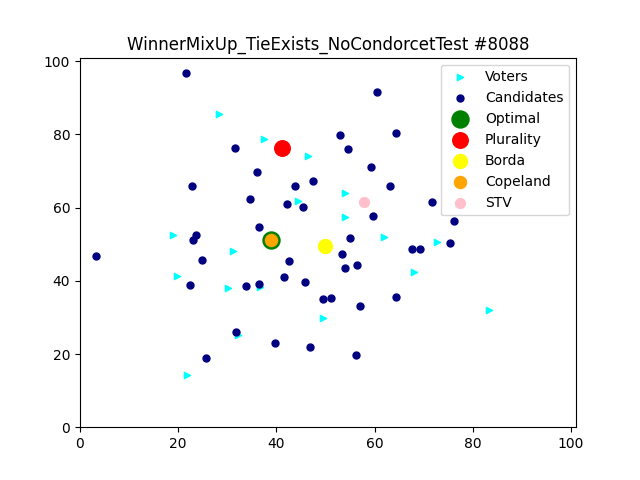 WinnerMixUp_TieExists_NoCondorcetTest #8088
100
80
60
40
20
0
0 20 40 60 80 100
Voters
Candidates
Optimal
Plurality
Borda
Copeland
STV